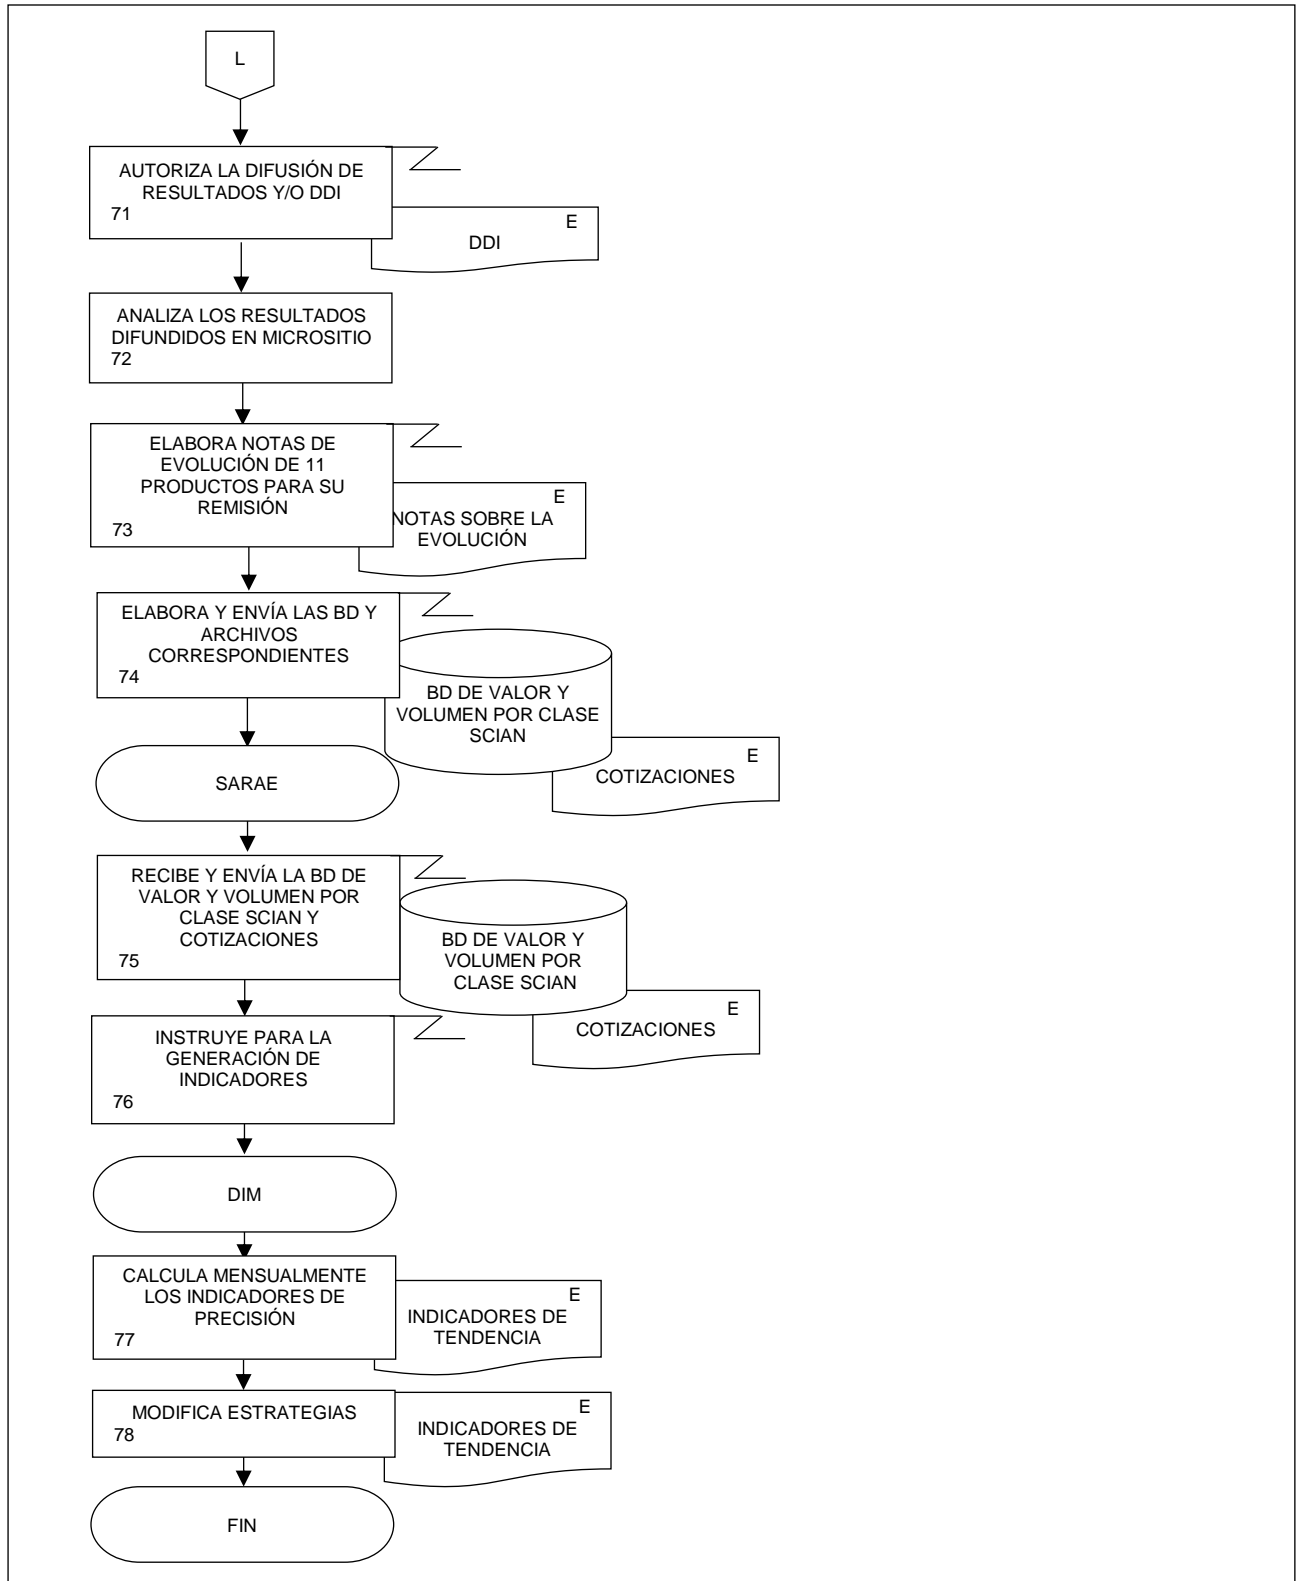 L
AUTORIZA LA DIFUSIÓN DE
RESULTADOS Y/O DDI
71
E
DDI
ANALIZA LOS RESULTADOS
DIFUNDIDOS EN MICROSITIO
72
ELABORA NOTAS DE
EVOLUCIÓN DE 11
PRODUCTOS PARA SU
REMISIÓN
73
E
NOTAS SOBRE LA
EVOLUCIÓN
ELABORA Y ENVÍA LAS BD Y
ARCHIVOS
CORRESPONDIENTES
74
BD DE VALOR Y
VOLUMEN POR CLASE
SCIAN
E
COTIZACIONES
SARAE
RECIBE Y ENVÍA LA BD DE
VALOR Y VOLUMEN POR
CLASE SCIAN Y
COTIZACIONES
75
BD DE VALOR Y
VOLUMEN POR
CLASE SCIAN
E
COTIZACIONES
INSTRUYE PARA LA
GENERACIÓN DE
INDICADORES
76
DIM
CALCULA MENSUALMENTE
LOS INDICADORES DE
PRECISIÓN
77
E
INDICADORES DE
TENDENCIA
MODIFICA ESTRATEGIAS
78
E
INDICADORES DE
TENDENCIA
FIN